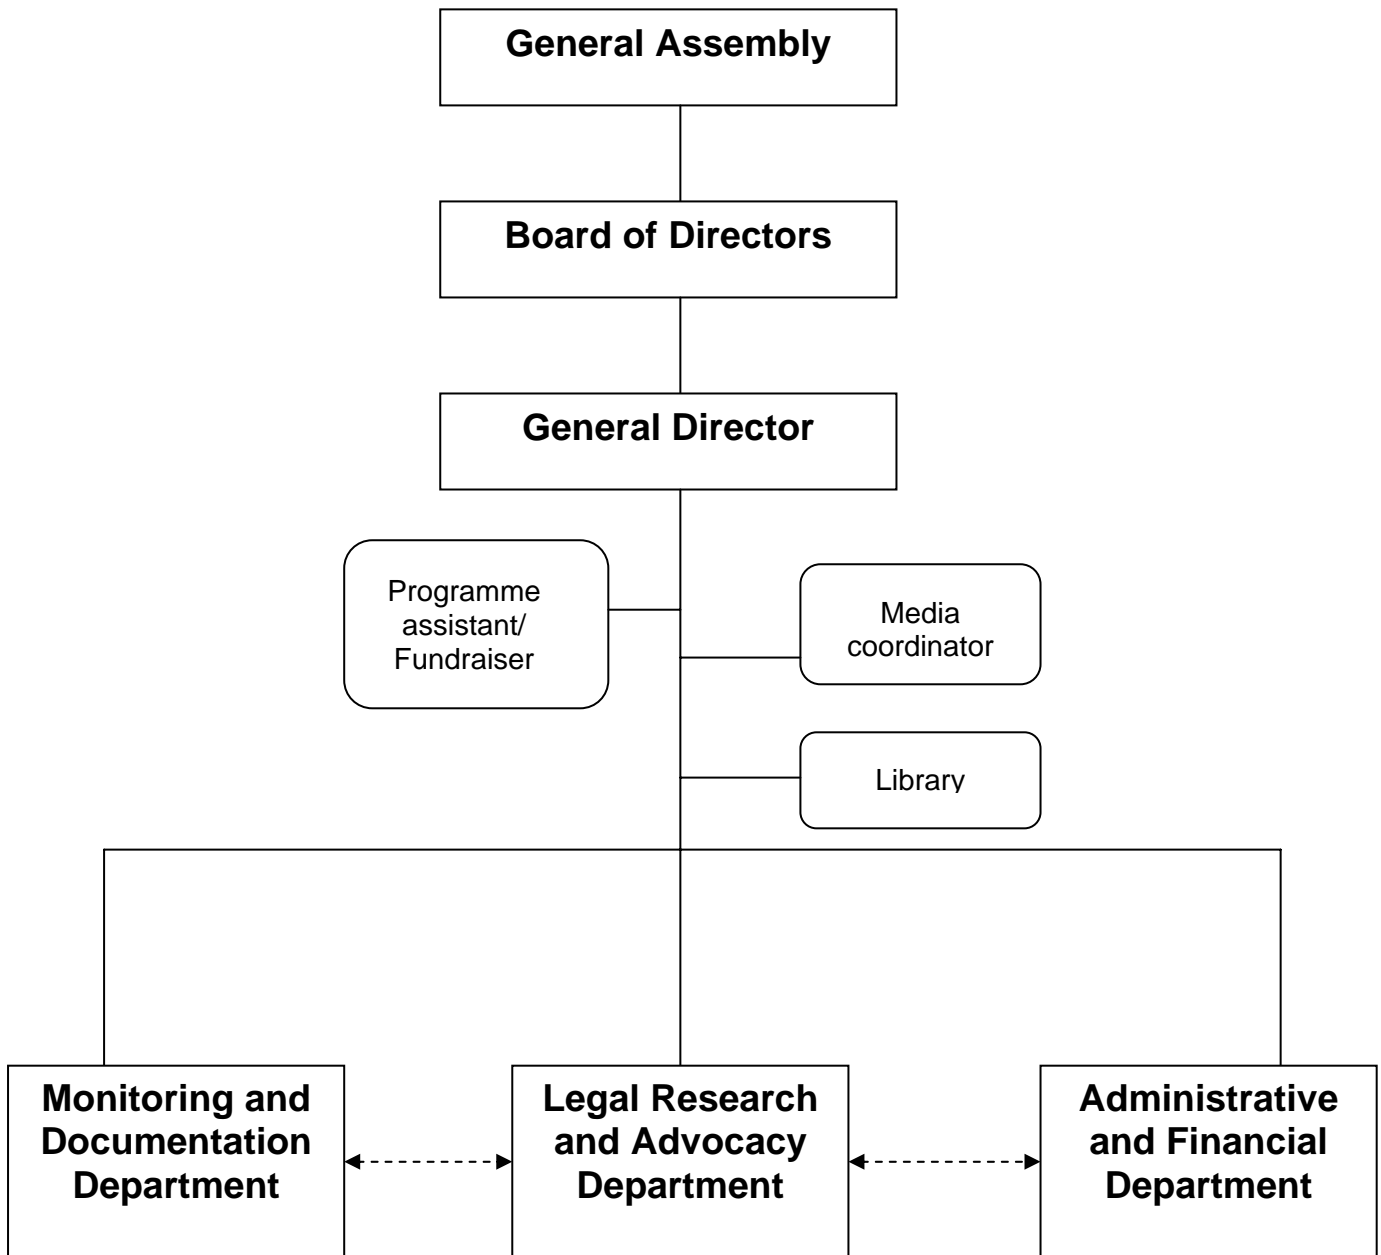 General Assembly
Board of Directors
General Director
Programme
assistant/
Fundraiser
Media
coordinator
Library
Monitoring and
Documentation
Department
Legal Research
and Advocacy
Department
Administrative
and Financial
Department